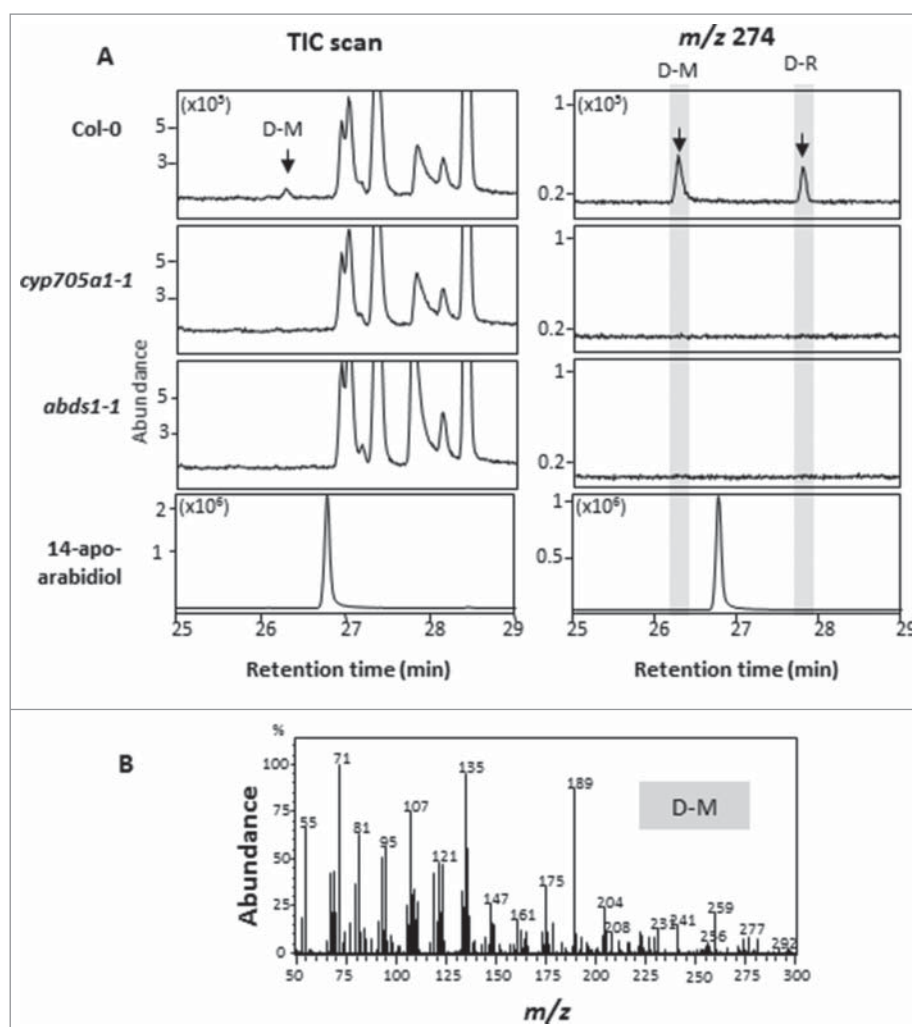 A
TIC scan
m/z 274
D-M
D-R
Col-0
(x10⁵)
5
3
D-M
1
(x10⁵)
0.2
cyp705a1-1
5
3
1
0.2
Abundance
abds1-1
5
3
1
0.2
14-apo-
arabidiol
2
(x10⁶)
1
1
(x10⁶)
0.5
25 26 27 28 29
25 26 27 28 29
Retention time (min)
Retention time (min)
B
%
100
75
50
25
0
Abundance
D-M
55
71
81
95
107
121
135
147
161
175
189
204
208
231
241
256
259
277
292
50 75 100 125 150 175 200 225 250 275 300
m/z